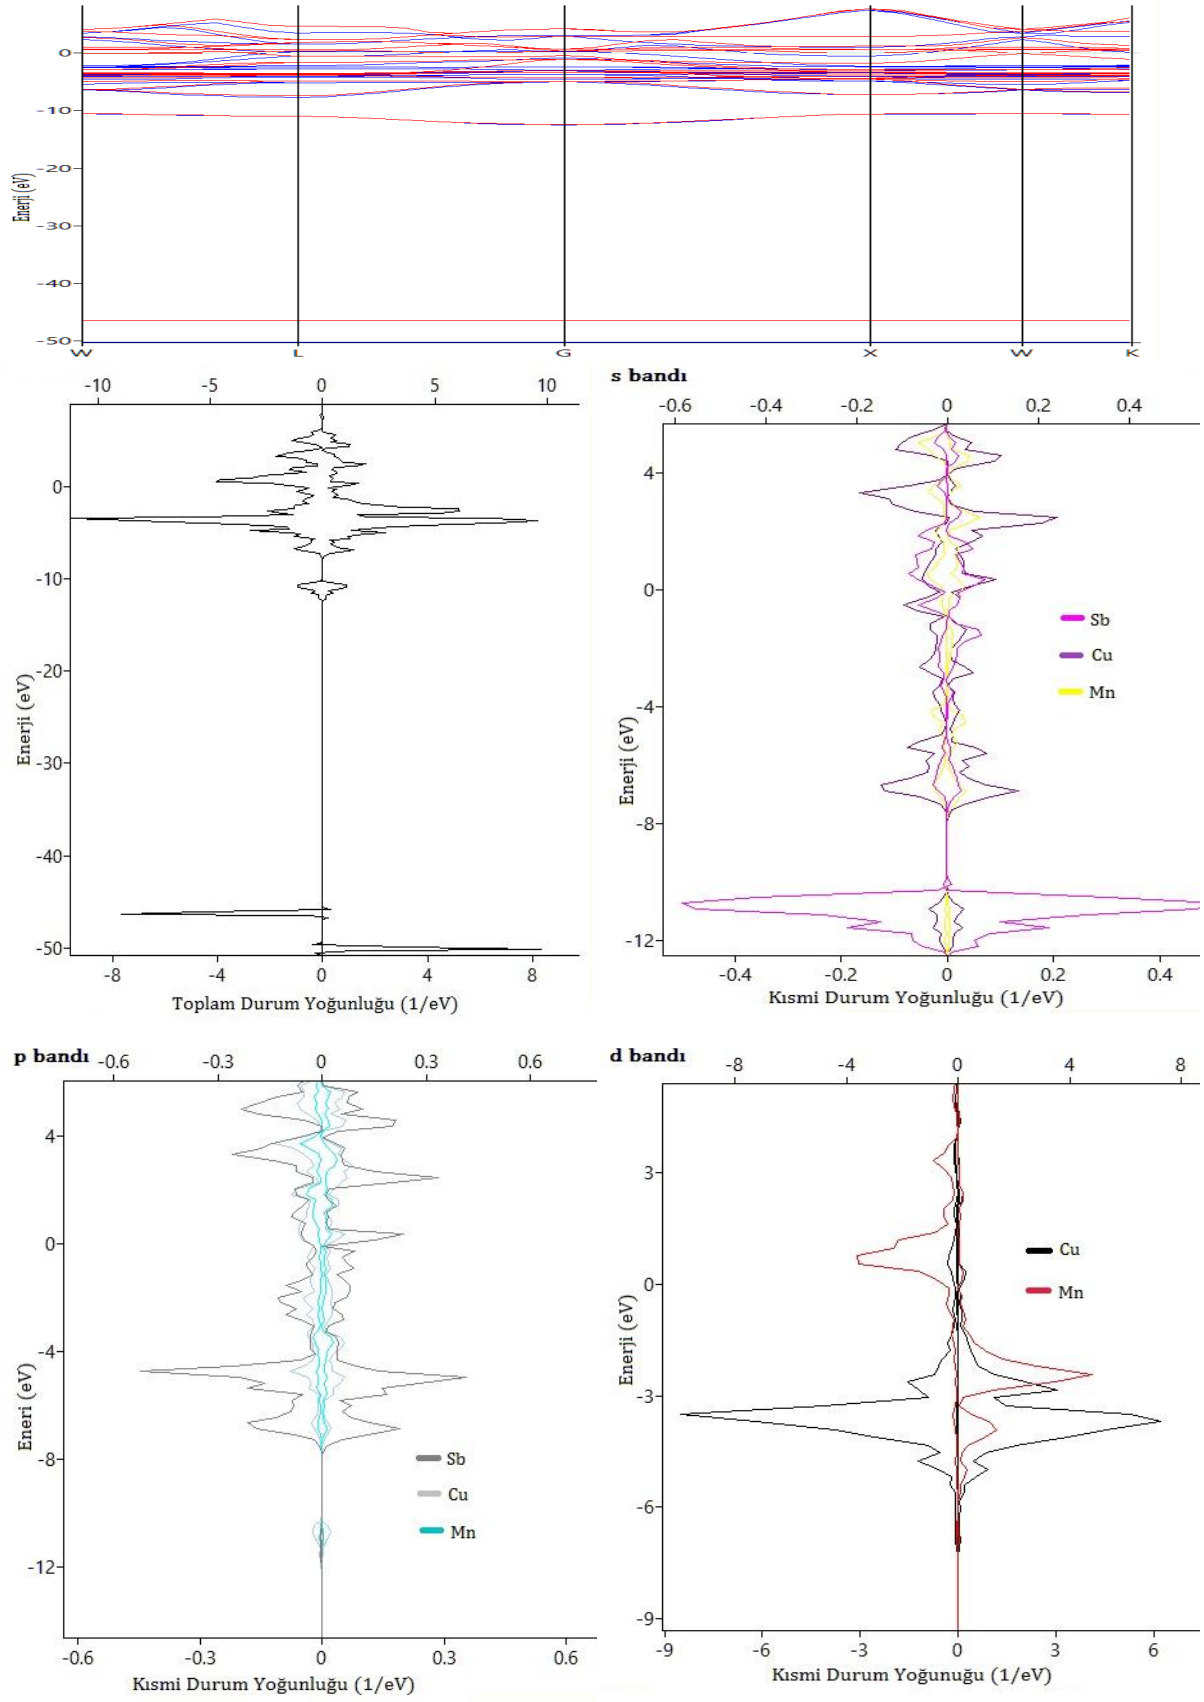 0
-10
-20
-30
-40
-50
Enerji (eV)
W L G X W K
-10 -5 0 5 10
0
-10
-20
-30
-40
-50
Enerji (eV)
-8 -4 0 4 8
Toplam Durum Yoğunluğu (1/eV)
s bandı
-0.6 -0.4 -0.2 0 0.2 0.4
4
0
-4
-8
-12
Enerji (eV)
Sb
Cu
Mn
-0.4 -0.2 0 0.2 0.4
Kısmi Durum Yoğunluğu (1/eV)
p bandı
-0.6 -0.3 0 0.3 0.6
4
0
-4
-8
-12
Eneri (eV)
Sb
Cu
Mn
-0.6 -0.3 0 0.3 0.6
Kısmi Durum Yoğunluğu (1/eV)
d bandı
-8 -4 0 4 8
3
0
-3
-6
-9
Enerji (eV)
Cu
Mn
-9 -6 -3 0 3 6
Kısmi Durum Yoğunuğu (1/eV)